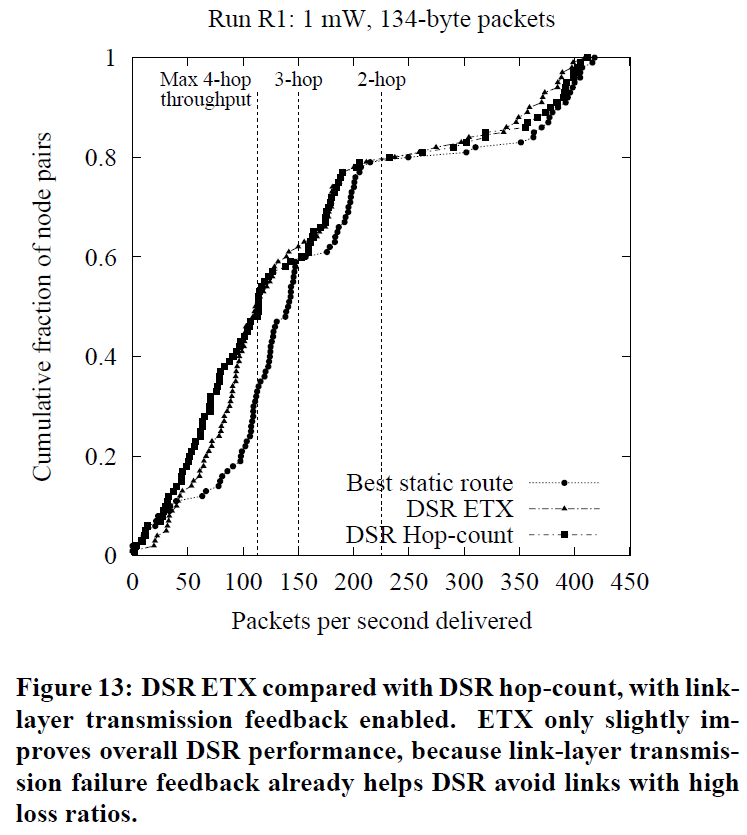 Run R1: 1 mW, 134-byte packets
1
0.8
0.6
0.4
0.2
0
Cumulative fraction of node pairs
Max 4-hop
throughput
3-hop
2-hop
Best static route
DSR ETX
DSR Hop-count
0 50 100 150 200 250 300 350 400 450
Packets per second delivered
Figure 13: DSR ETX compared with DSR hop-count, with link-
layer transmission feedback enabled. ETX only slightly im-
proves overall DSR performance, because link-layer transmis-
sion failure feedback already helps DSR avoid links with high
loss ratios.